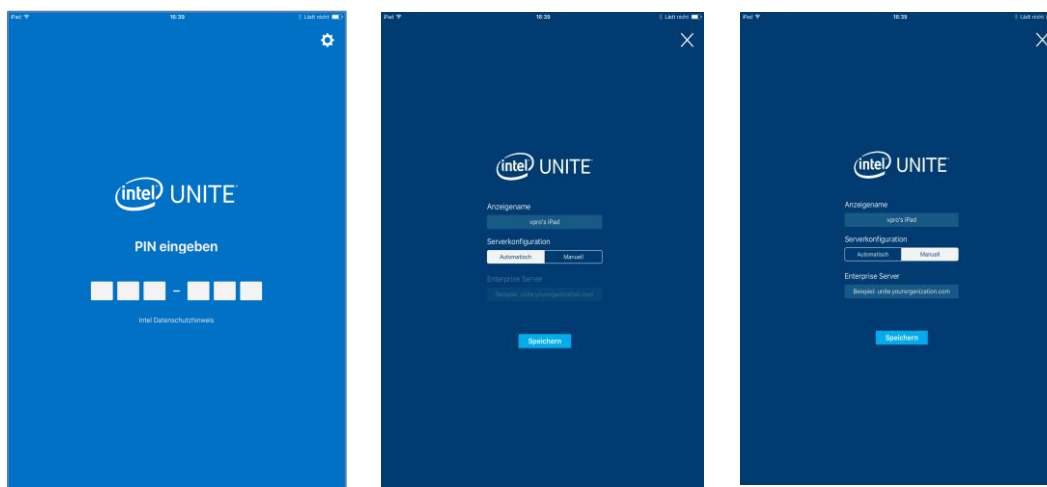 iPad 16:39 Lädt nicht
intel UNITE
PIN eingeben
–
Intel Datenschutzhinweis
iPad 16:39 Lädt nicht
intel UNITE
Anzeigename
vpro's iPad
Serverkonfiguration
Automatisch Manuell
Enterprise Server
Beispiel: unite.yourorganization.com
Speichern
iPad 16:39 Lädt nicht
intel UNITE
Anzeigename
vpro's iPad
Serverkonfiguration
Automatisch Manuell
Enterprise Server
Beispiel: unite.yourorganization.com
Speichern